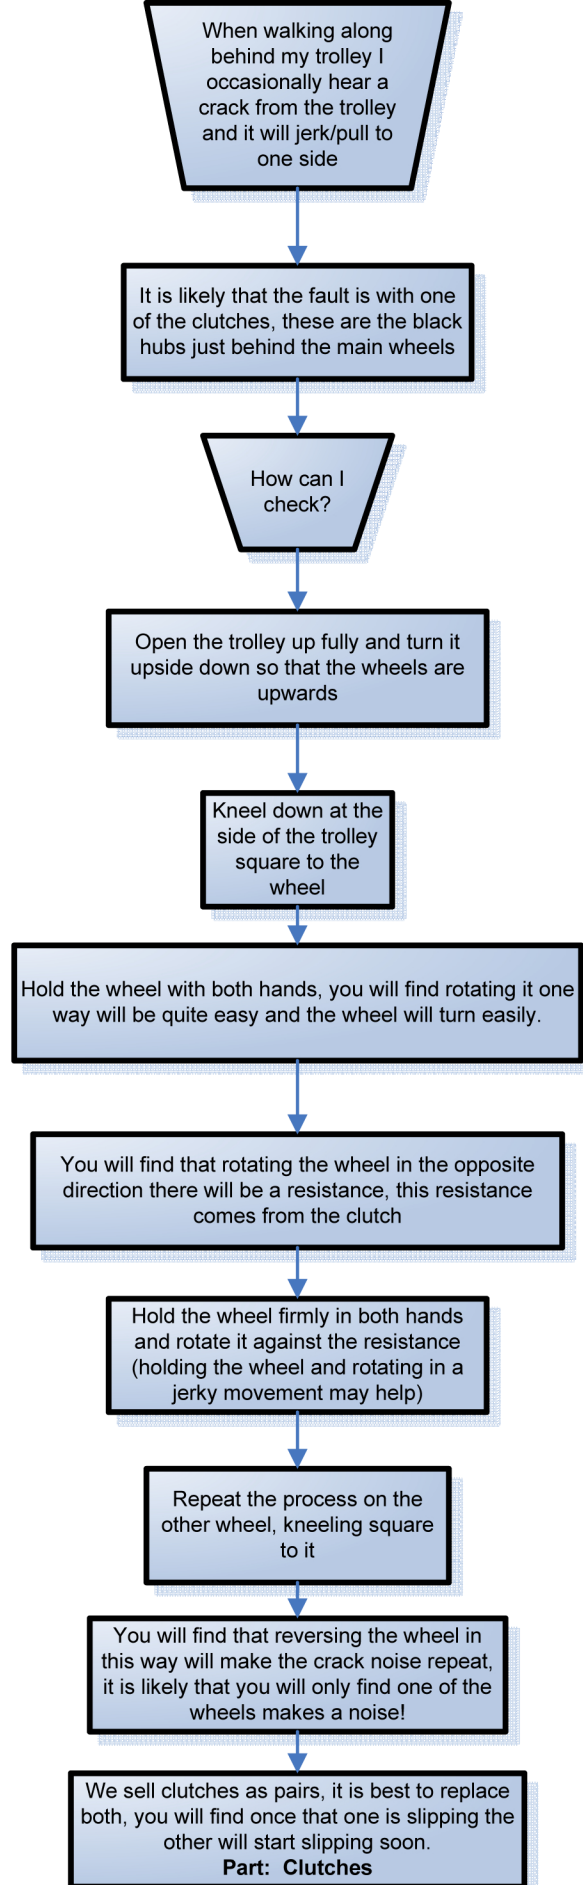 When walking along
behind my trolley I
occasionally hear a
crack from the trolley
and it will jerk/pull to
one side
It is likely that the fault is with one
of the clutches, these are the black
hubs just behind the main wheels
How can I
check?
Open the trolley up fully and turn it
upside down so that the wheels are
upwards
Kneel down at the
side of the trolley
square to the
wheel
Hold the wheel with both hands, you will find rotating it one
way will be quite easy and the wheel will turn easily.
You will find that rotating the wheel in the opposite
direction there will be a resistance, this resistance
comes from the clutch
Hold the wheel firmly in both hands
and rotate it against the resistance
(holding the wheel and rotating in a
jerky movement may help)
Repeat the process on the
other wheel, kneeling square
to it
You will find that reversing the wheel in
this way will make the crack noise repeat,
it is likely that you will only find one of the
wheels makes a noise!
We sell clutches as pairs, it is best to replace
both, you will find once that one is slipping the
other will start slipping soon.
Part: Clutches